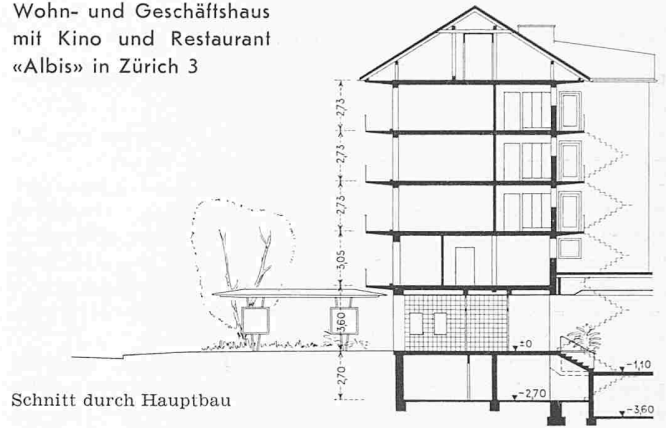 Wohn- und Geschäftshaus
mit Kino und Restaurant
«Albis» in Zürich 3
2,73
2,73
2,73
3,05
3,60
±0
-1,10
2,70
-2,70
-3,60
Schnitt durch Hauptbau